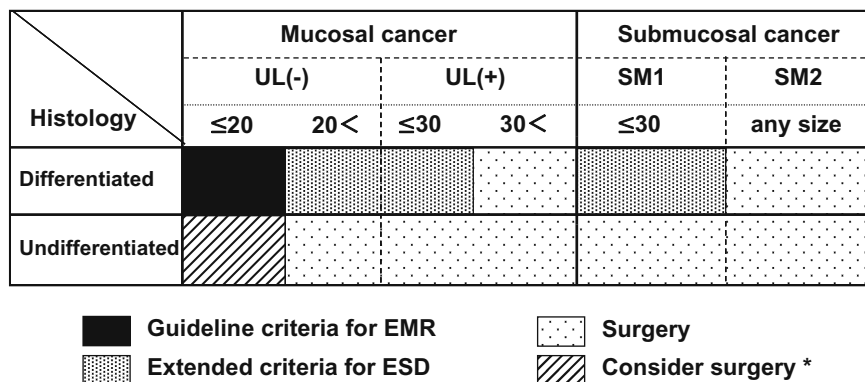 Mucosal cancer Submucosal cancer
UL(-) UL(+) SM1 SM2
Histology ≤20 20< ≤30 30< ≤30 any size
Differentiated
Undifferentiated
Guideline criteria for EMR Surgery
Extended criteria for ESD Consider surgery *